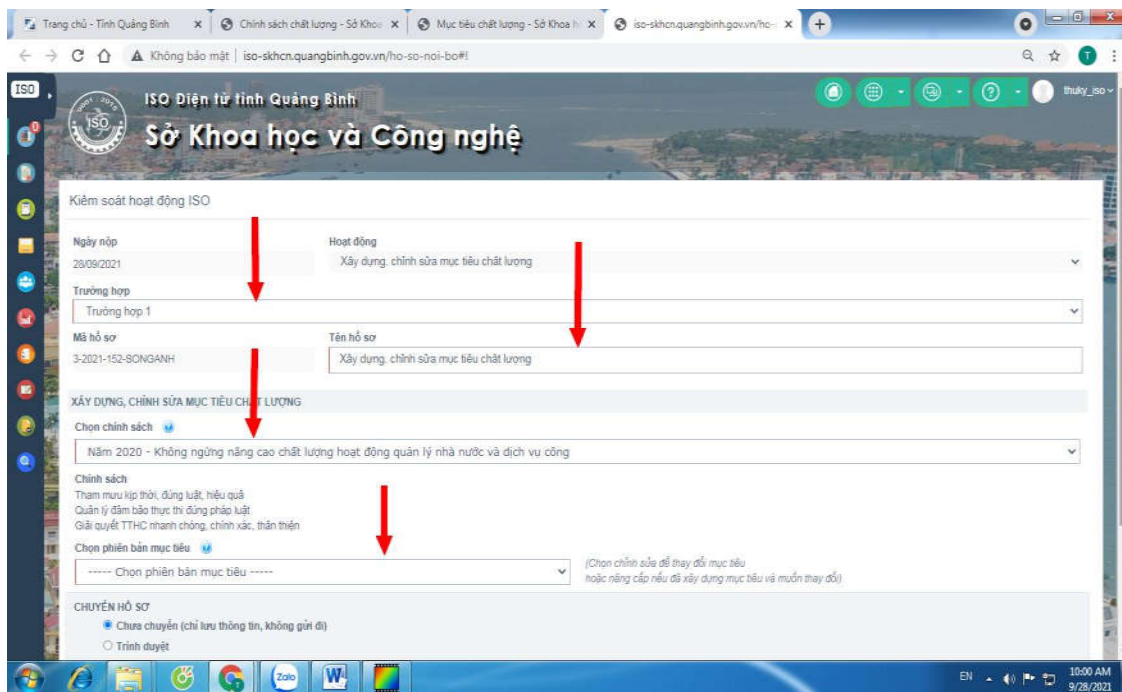 Trang chủ - Tỉnh Quảng Bình
Chính sách chất lượng - Sở Kho
Mục tiêu chất lượng - Sở Khoa h
iso-skhcn.quangbinh.gov.vn/ho-
Không bảo mật | iso-skhcn.quangbinh.gov.vn/ho-so-noi-bo#!
T
ISO
ISO Điện tử tỉnh Quảng Bình
thuky_iso
Sở Khoa học và Công nghệ
Kiểm soát hoạt động ISO
Ngày nộp
Hoạt động
28/09/2021
Xây dựng, chỉnh sửa mục tiêu chất lượng
Trường hợp
Trường hợp 1
Mã hồ sơ
Tên hồ sơ
3-2021-152-SONGANH
Xây dựng, chỉnh sửa mục tiêu chất lượng
XÂY DỰNG, CHỈNH SỬA MỤC TIÊU CHẤT LƯỢNG
Chọn chính sách
Năm 2020 - Không ngừng nâng cao chất lượng hoạt động quản lý nhà nước và dịch vụ công
Chính sách
Tham mưu kịp thời, đúng luật, hiệu quả
Quản lý đảm bảo thực thi đúng pháp luật
Giải quyết TTHC nhanh chóng, chính xác, thân thiện
Chọn phiên bản mục tiêu
----- Chọn phiên bản mục tiêu -----
(Chọn chỉnh sửa để thay đổi mục tiêu
hoặc nâng cấp nếu đã xây dựng mục tiêu và muốn thay đổi)
CHUYỂN HỒ SƠ
Chưa chuyển (chỉ lưu thông tin, không gửi đi)
Trình duyệt
Zalo
EN
10:00 AM
9/28/2021